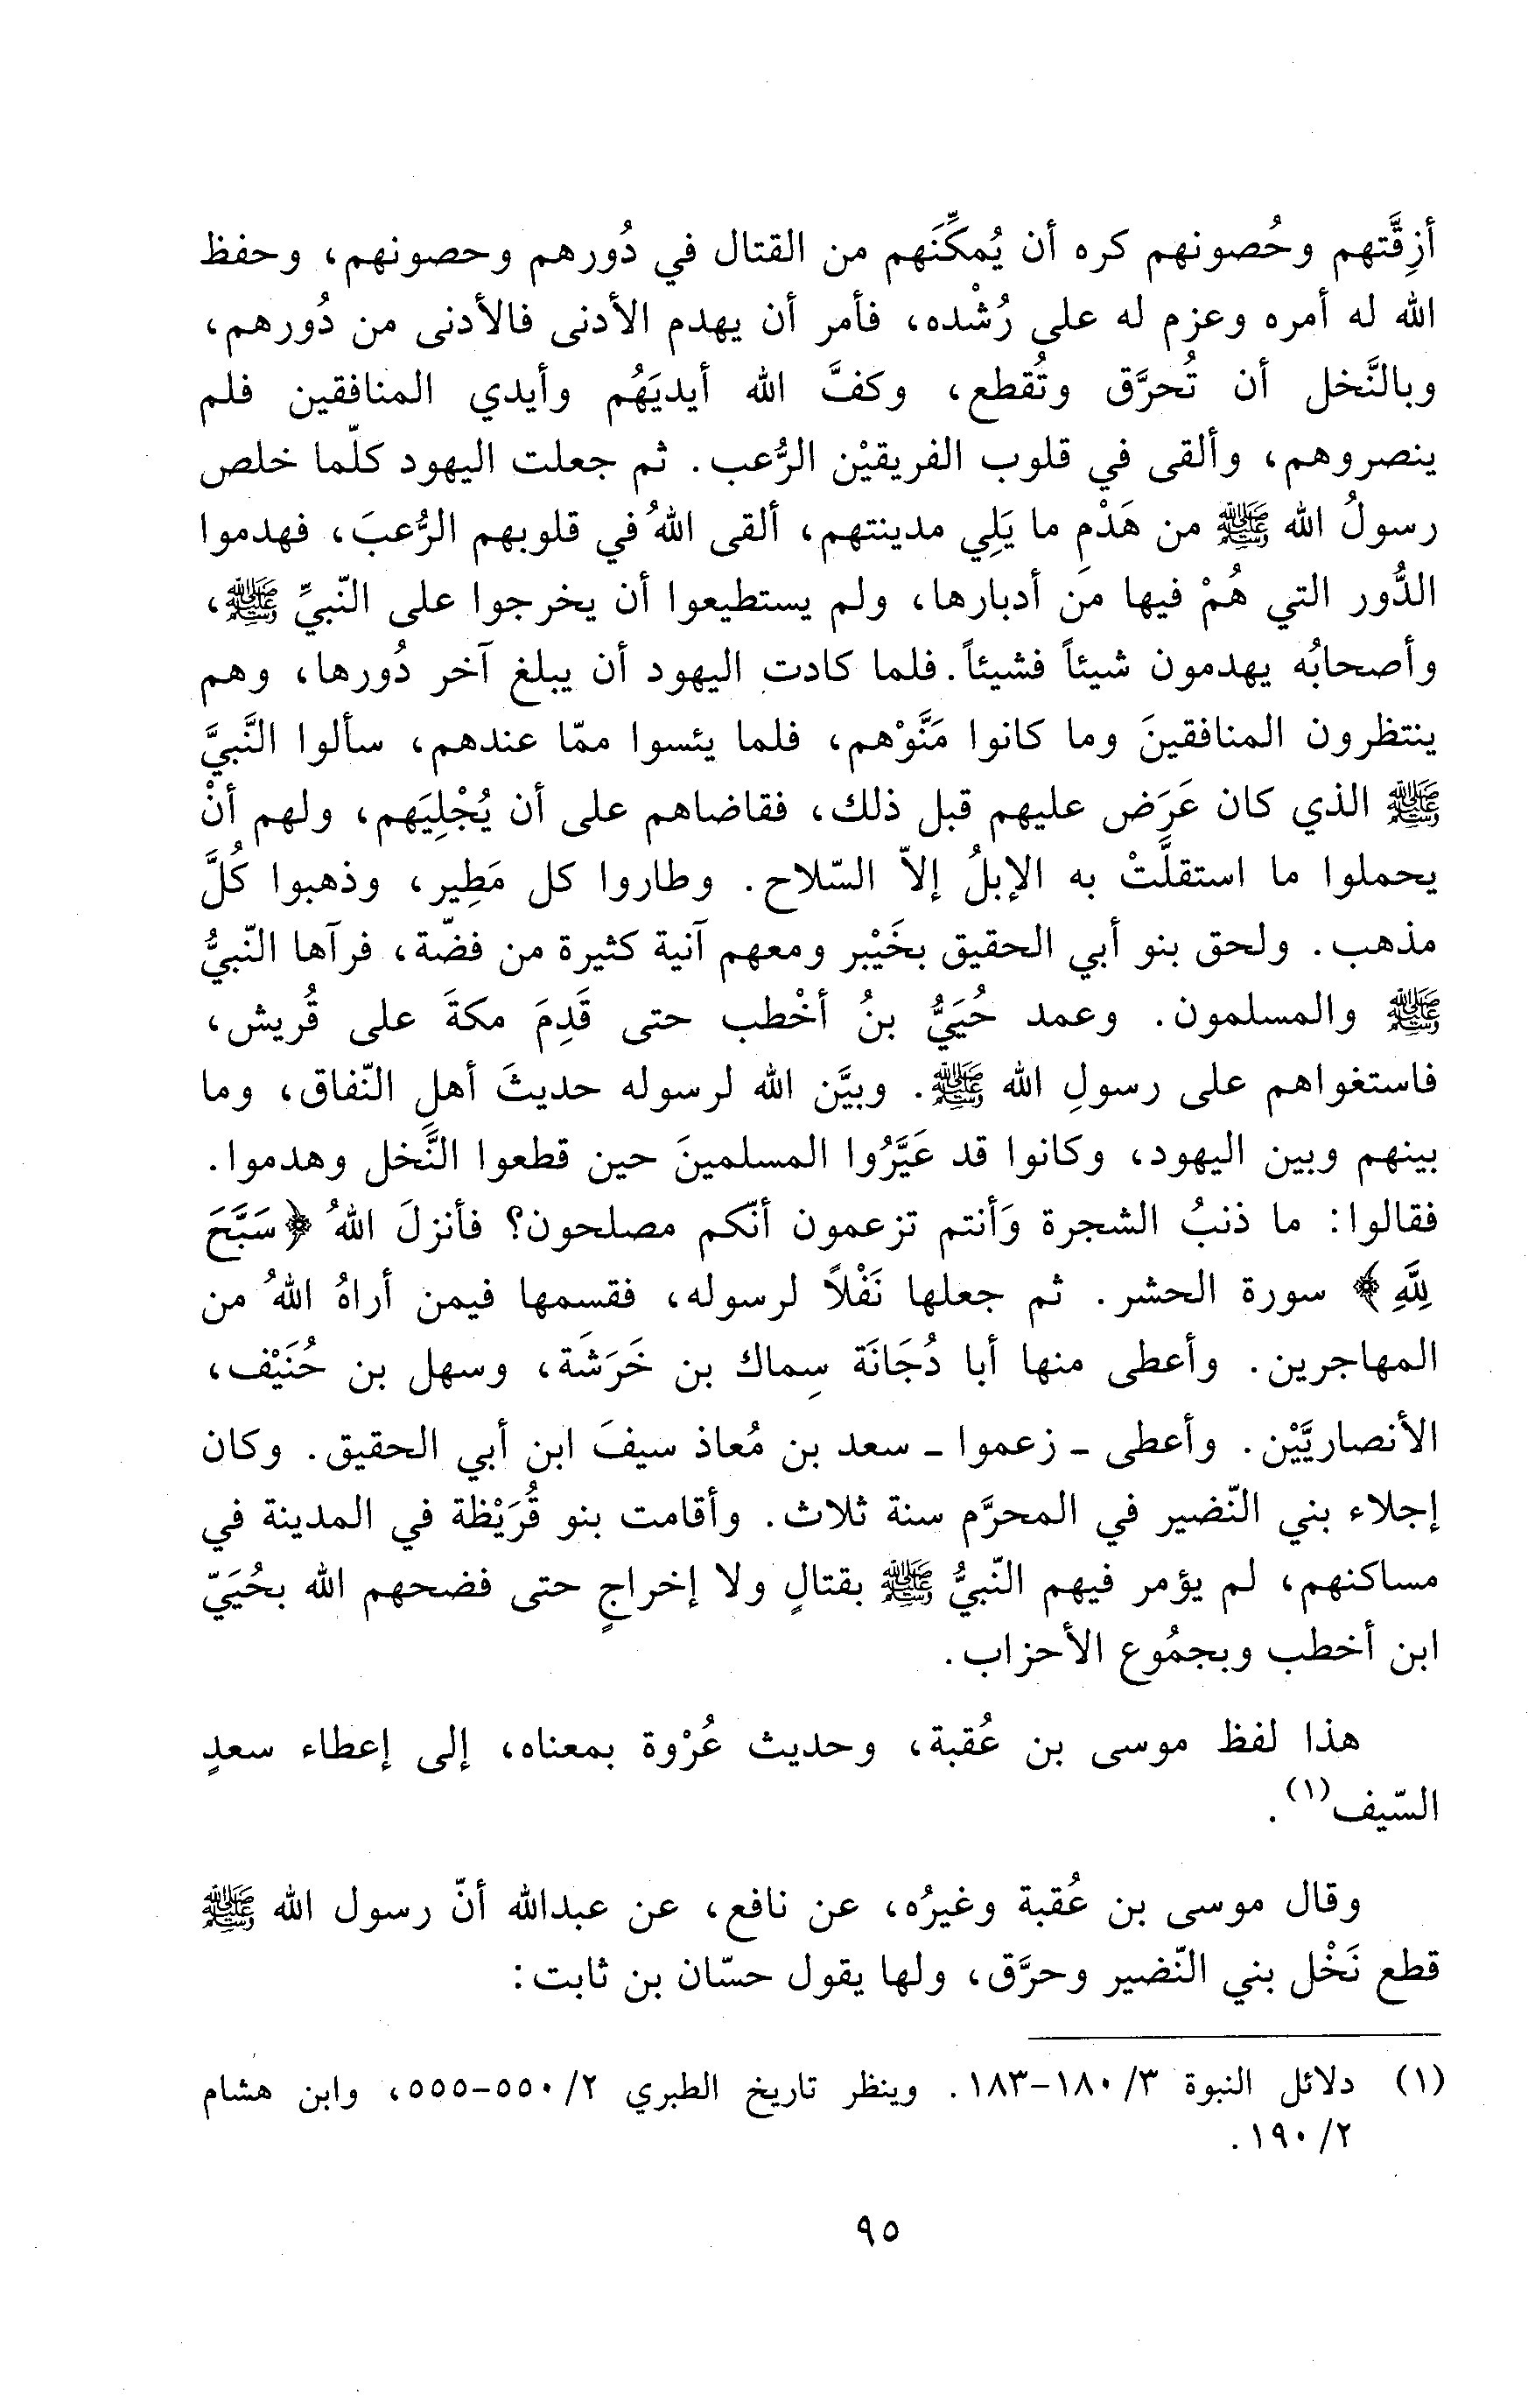 أزِقَّتهم وحُصونهم كره أن يُمكِّنَهم من القتال في دُورهم وحصونهم، وحفظ
الله له أمره وعزم له على رُشْده، فأمر أن يهدم الأدنى فالأدنى من دُورهم،
وبالنَّخل أن تُحرَّق وتُقطع، وكفَّ الله أيديَهُم وأيدي المنافقين فلم
ينصروهم، وألقى في قلوب الفريقيْن الرُّعب. ثم جعلت اليهود كلّما خلص
رسولُ الله ﷺ من هَدْمِ ما يَلِي مدينتهم، ألقى اللهُ في قلوبهم الرُّعبَ، فهدموا
الدُّور التي هُمْ فيها من أدبارها، ولم يستطيعوا أن يخرجوا على النّبيِّ ﷺ،
وأصحابُه يهدمون شيئاً فشيئاً. فلما كادت اليهود أن يبلغ آخر دُورها، وهم
ينتظرون المنافقينَ وما كانوا مَنَّوْهم، فلما يئسوا ممّا عندهم، سألوا النَّبيَّ
ﷺ الذي كان عَرَض عليهم قبل ذلك، فقاضاهم على أن يُجْلِيَهم، ولهم أنْ
يحملوا ما استقلَّتْ به الإبلُ إلاّ السّلاح. وطاروا كل مَطِير، وذهبوا كُلَّ
مذهب. ولحق بنو أبي الحقيق بخَيْبر ومعهم آنية كثيرة من فضّة، فرآها النّبيُّ
ﷺ والمسلمون. وعمد حُيَيُّ بنُ أخْطب حتى قَدِمَ مكةَ على قُريش،
فاستغواهم على رسولِ الله ﷺ. وبيَّن الله لرسوله حديثَ أهلِ النّفاق، وما
بينهم وبين اليهود، وكانوا قد عَيَّرُوا المسلمينَ حين قطعوا النَّخل وهدموا.
فقالوا: ما ذنبُ الشجرة وَأنتم تزعمون أنّكم مصلحون؟ فأنزلَ اللهُ ﴿سَبَّحَ
لِلَّهِ﴾ سورة الحشر. ثم جعلها نَفْلاً لرسوله، فقسمها فيمن أراهُ اللهُ من
المهاجرين. وأعطى منها أبا دُجَانَة سِماك بن خَرَشَة، وسهل بن حُنَيْف،
الأنصاريَّيْن. وأعطى - زعموا - سعد بن مُعاذ سيفَ ابن أبي الحقيق. وكان
إجلاء بني النّضير في المحرَّم سنة ثلاث. وأقامت بنو قُرَيْظة في المدينة في
مساكنهم، لم يؤمر فيهم النّبيُّ ﷺ بقتالٍ ولا إخراجٍ حتى فضحهم الله بحُيَيّ
ابن أخطب وبجمُوع الأحزاب.
هذا لفظ موسى بن عُقبة، وحديث عُرْوة بمعناه، إلى إعطاء سعدٍ
السّيف(١).
وقال موسى بن عُقبة وغيرُه، عن نافع، عن عبدالله أنّ رسول الله ﷺ
قطع نَخْل بني النّضير وحرَّق، ولها يقول حسّان بن ثابت:
(١) دلائل النبوة ٣/ ١٨٠-١٨٣. وينظر تاريخ الطبري ٢/ ٥٥٠-٥٥٥، وابن هشام
٢/ ١٩٠.
٩٥